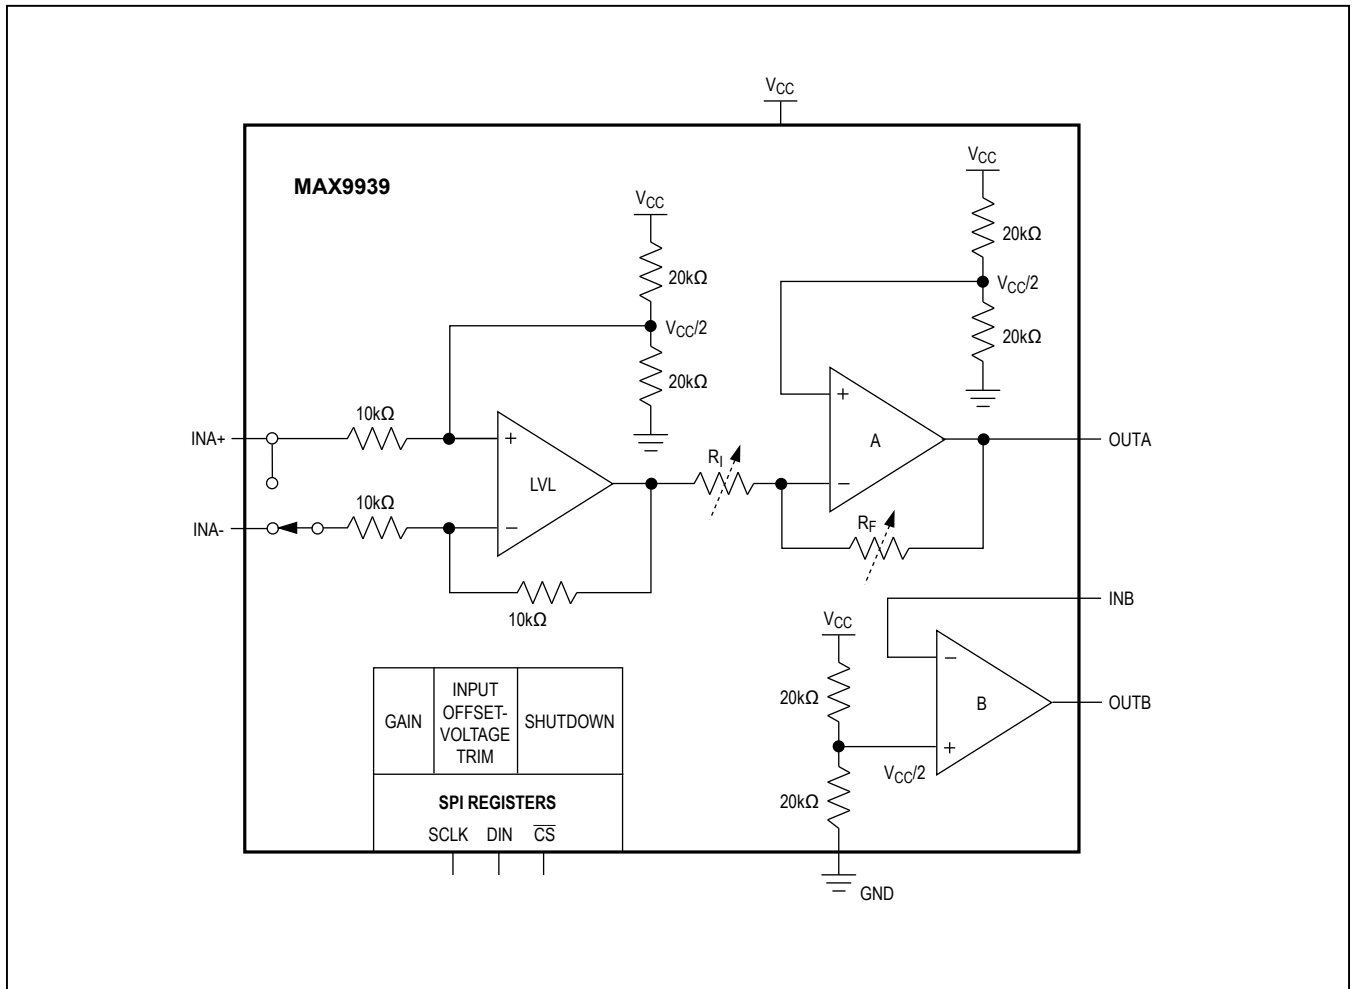 VCC
MAX9939
VCC
20kΩ
VCC/2
20kΩ
VCC
20kΩ
VCC/2
20kΩ
INA+
10kΩ
+
LVL
−
INA-
10kΩ
10kΩ
RI
+
A
−
OUTA
RF
INB
VCC
20kΩ
VCC/2
20kΩ
−
B
+
OUTB
GND
GAIN
INPUT
OFFSET-
VOLTAGE
TRIM
SHUTDOWN
SPI REGISTERS
SCLK DIN CS